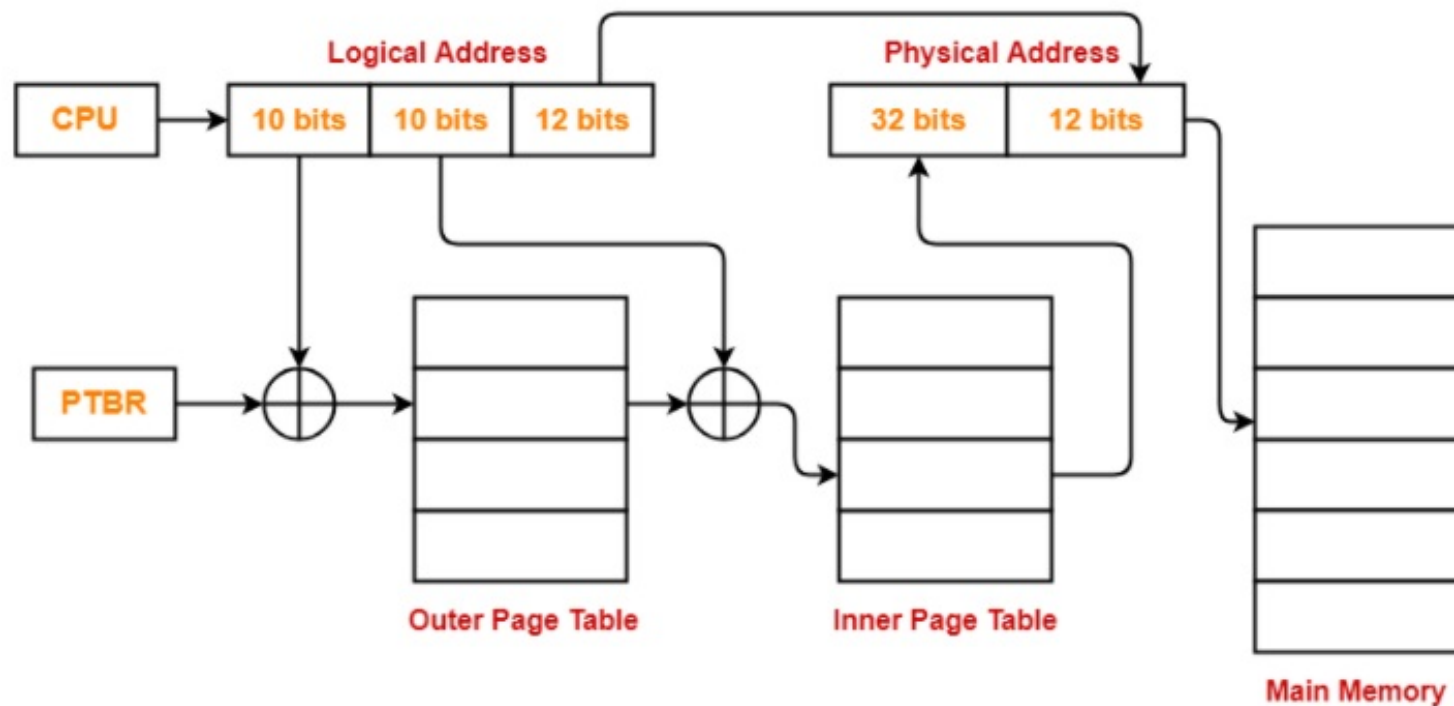 Logical Address
Physical Address
CPU
10 bits
10 bits
12 bits
32 bits
12 bits
PTBR
Outer Page Table
Inner Page Table
Main Memory